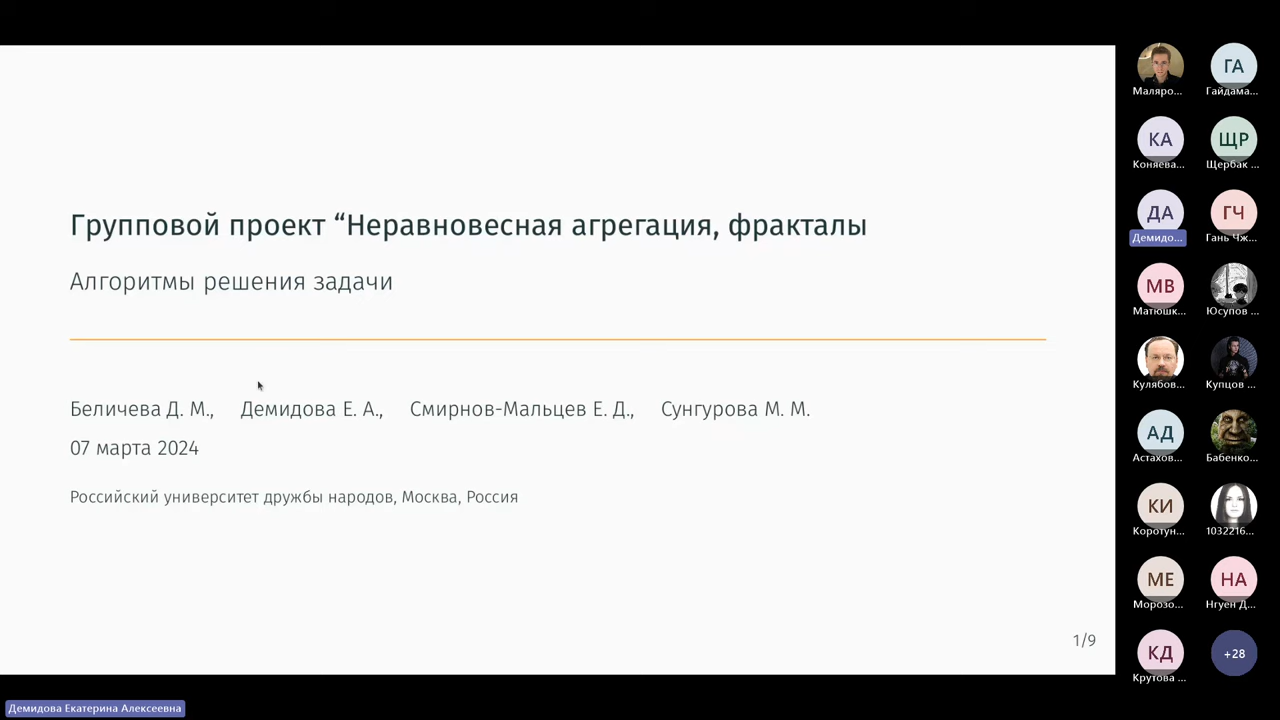 Групповой проект “Неравновесная агрегация, фракталы
Алгоритмы решения задачи
Беличева Д. М., Демидова Е. А., Смирнов-Мальцев Е. Д., Сунгурова М. М.
07 марта 2024
Российский университет дружбы народов, Москва, Россия
1/9
Маляро...
ГА
Гайдама...
КА
Коняева...
ЩР
Щербак ...
ДА
Демидо...
ГЧ
Гань Чж...
МВ
Матюшк...
Юсупов ...
Кулябов...
Купцов ...
АД
Астахов...
Бабенко...
КИ
Коротун...
1032216...
МЕ
Морозо...
НА
Нгуен Д...
КД
Крутова ...
+28
Демидова Екатерина Алексеевна